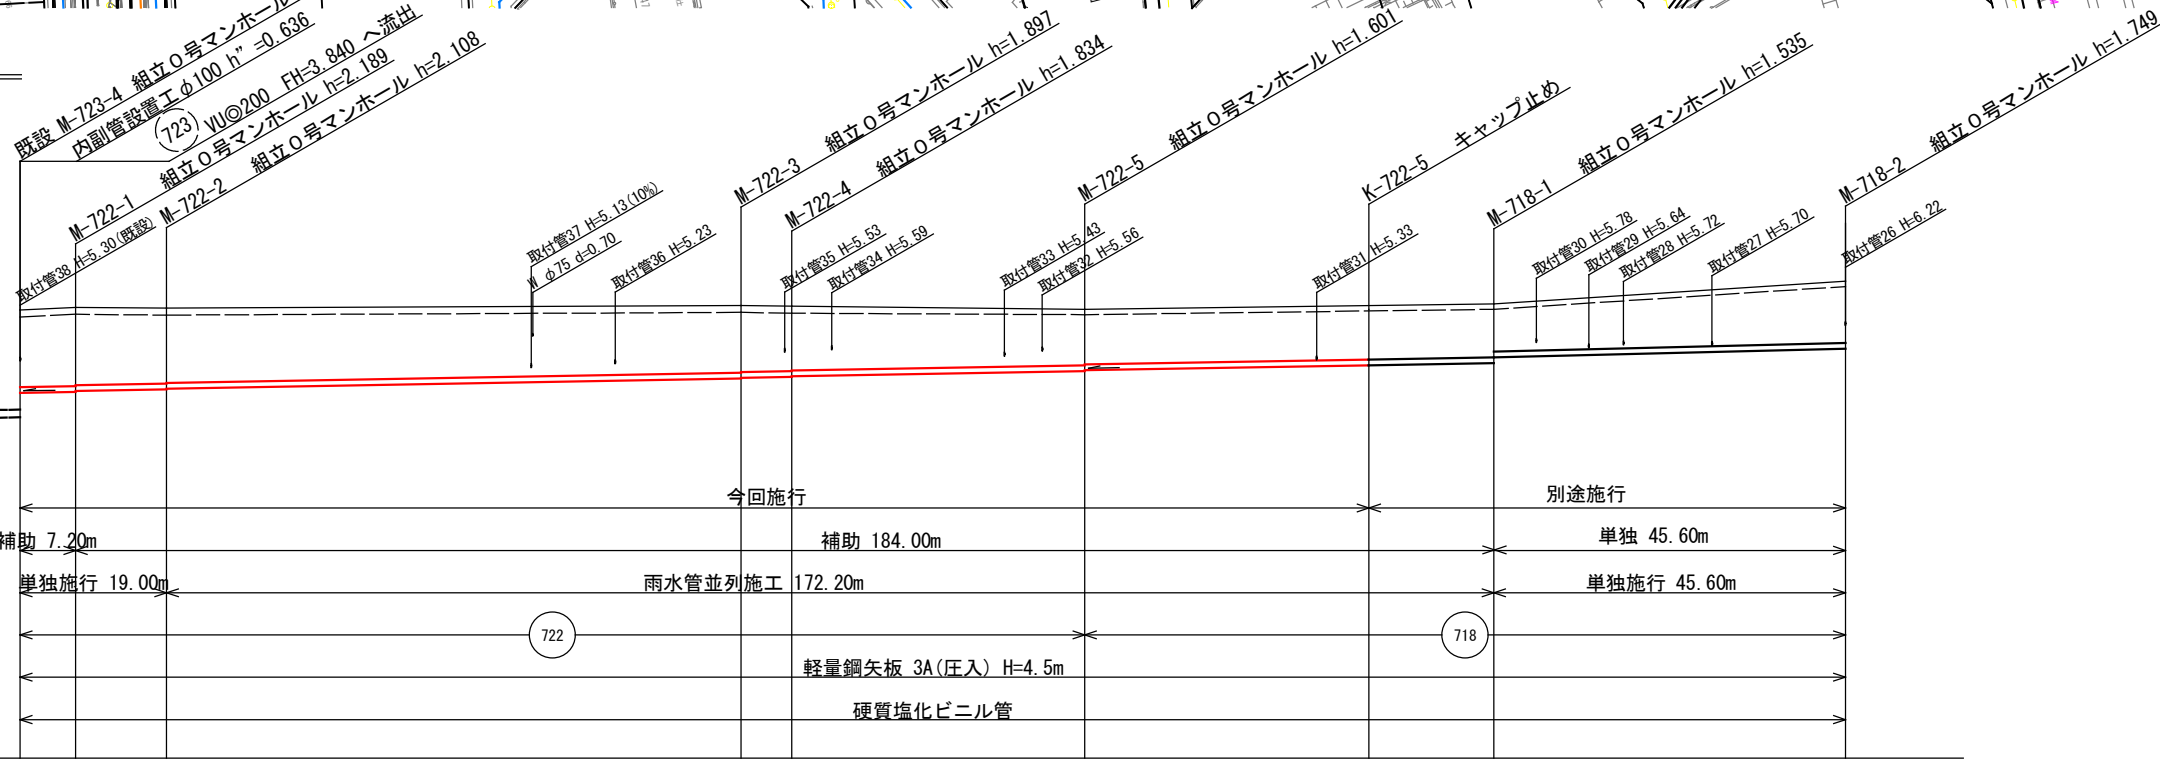 既設 M-723-4 組立0号マンホール
内副管設置工φ100 h"=0.636
723 VU◎200 FH=3.840 へ流出
M-722-1 組立0号マンホール h=2.189
M-722-2 組立0号マンホール h=2.108
M-722-3 組立0号マンホール h=1.897
M-722-4 組立0号マンホール h=1.834
M-722-5 組立0号マンホール h=1.601
K-722-5 キャップ止め
M-718-1 組立0号マンホール h=1.535
M-718-2 組立0号マンホール h=1.749
取付管38 H=5.30(既設)
取付管37 H=5.13(10%)
W φ75 d=0.70
取付管36 H=5.23
取付管35 H=5.53
取付管34 H=5.59
取付管33 H=5.43
取付管32 H=5.56
取付管31 H=5.33
取付管30 H=5.78
取付管29 H=5.64
取付管28 H=5.72
取付管27 H=5.70
取付管26 H=6.22
今回施行 別途施行
補助 7.20m 補助 184.00m 単独 45.60m
単独施行 19.00m 雨水管並列施工 172.20m 単独施行 45.60m
722 718
軽量鋼矢板 3A(圧入) H=4.5m
硬質塩化ビニル管